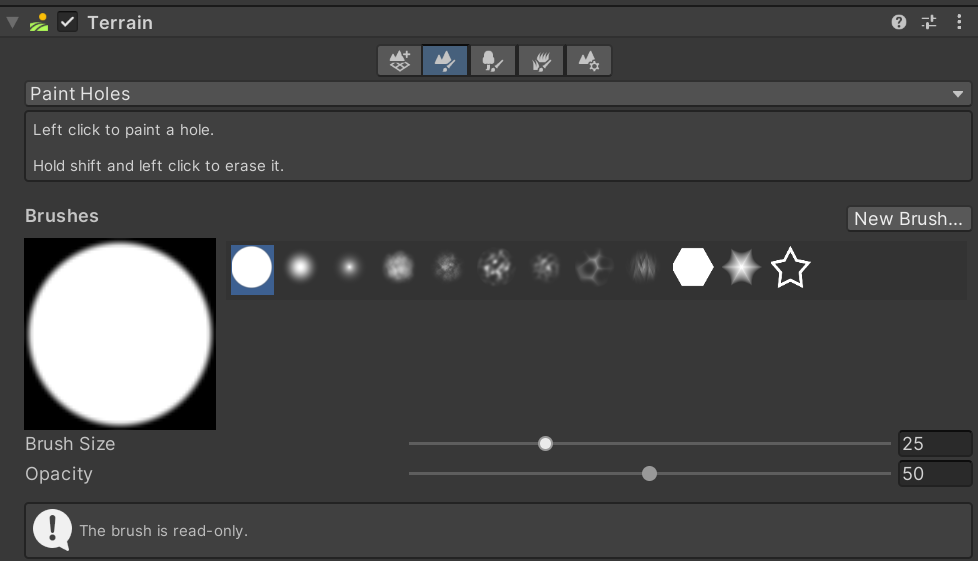 Terrain
Paint Holes
Left click to paint a hole.
Hold shift and left click to erase it.
Brushes
New Brush...
Brush Size
25
Opacity
50
The brush is read-only.